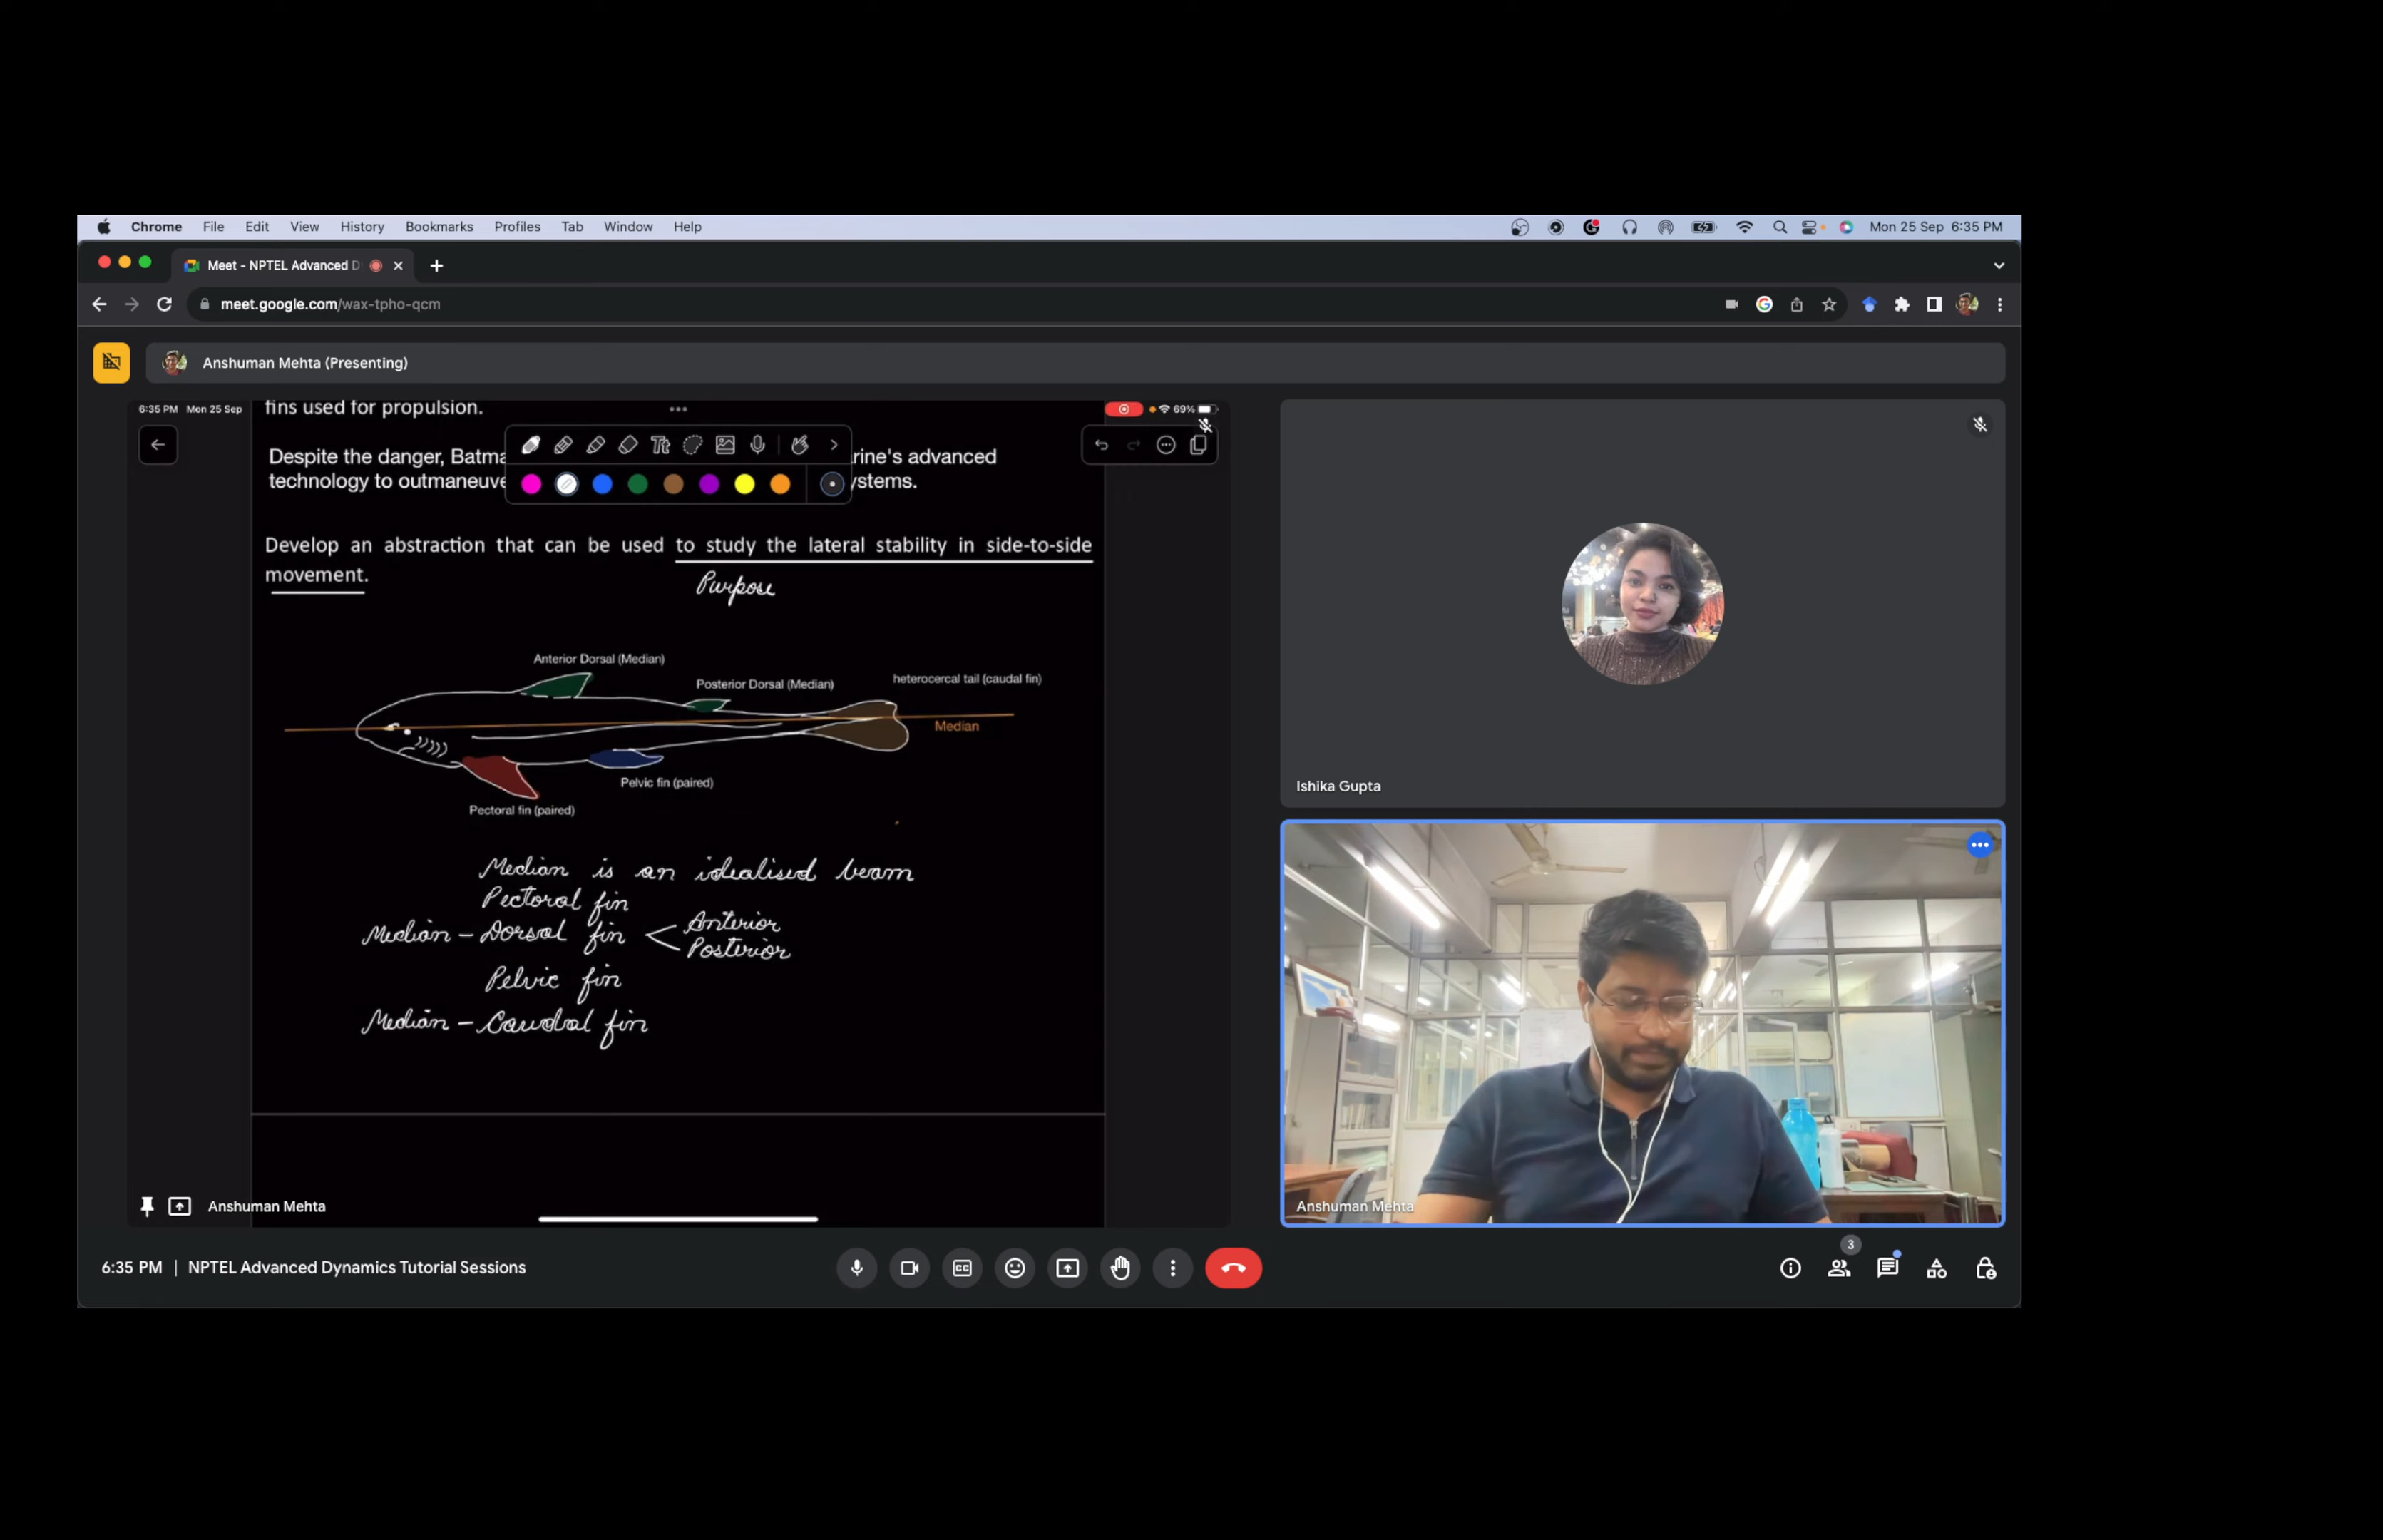 Chrome File Edit View History Bookmarks Profiles Tab Window Help Mon 25 Sep 6:35 PM
Meet - NPTEL Advanced D
meet.google.com/wax-tpho-qcm
Anshuman Mehta (Presenting)
6:35 PM Mon 25 Sep
69%
fins used for propulsion.
Despite the danger, Batma rine's advanced
technology to outmaneuve ystems.
Develop an abstraction that can be used to study the lateral stability in side-to-side
movement.
Purpose
Anterior Dorsal (Median)
Posterior Dorsal (Median)
heterocercal tail (caudal fin)
Median
Pelvic fin (paired)
Pectoral fin (paired)
Median is an idealised beam
Pectoral fin
Median - Dorsal fin < Anterior
Posterior
Pelvic fin
Median - Caudal fin
Anshuman Mehta
Ishika Gupta
Anshuman Mehta
6:35 PM | NPTEL Advanced Dynamics Tutorial Sessions
CC
3